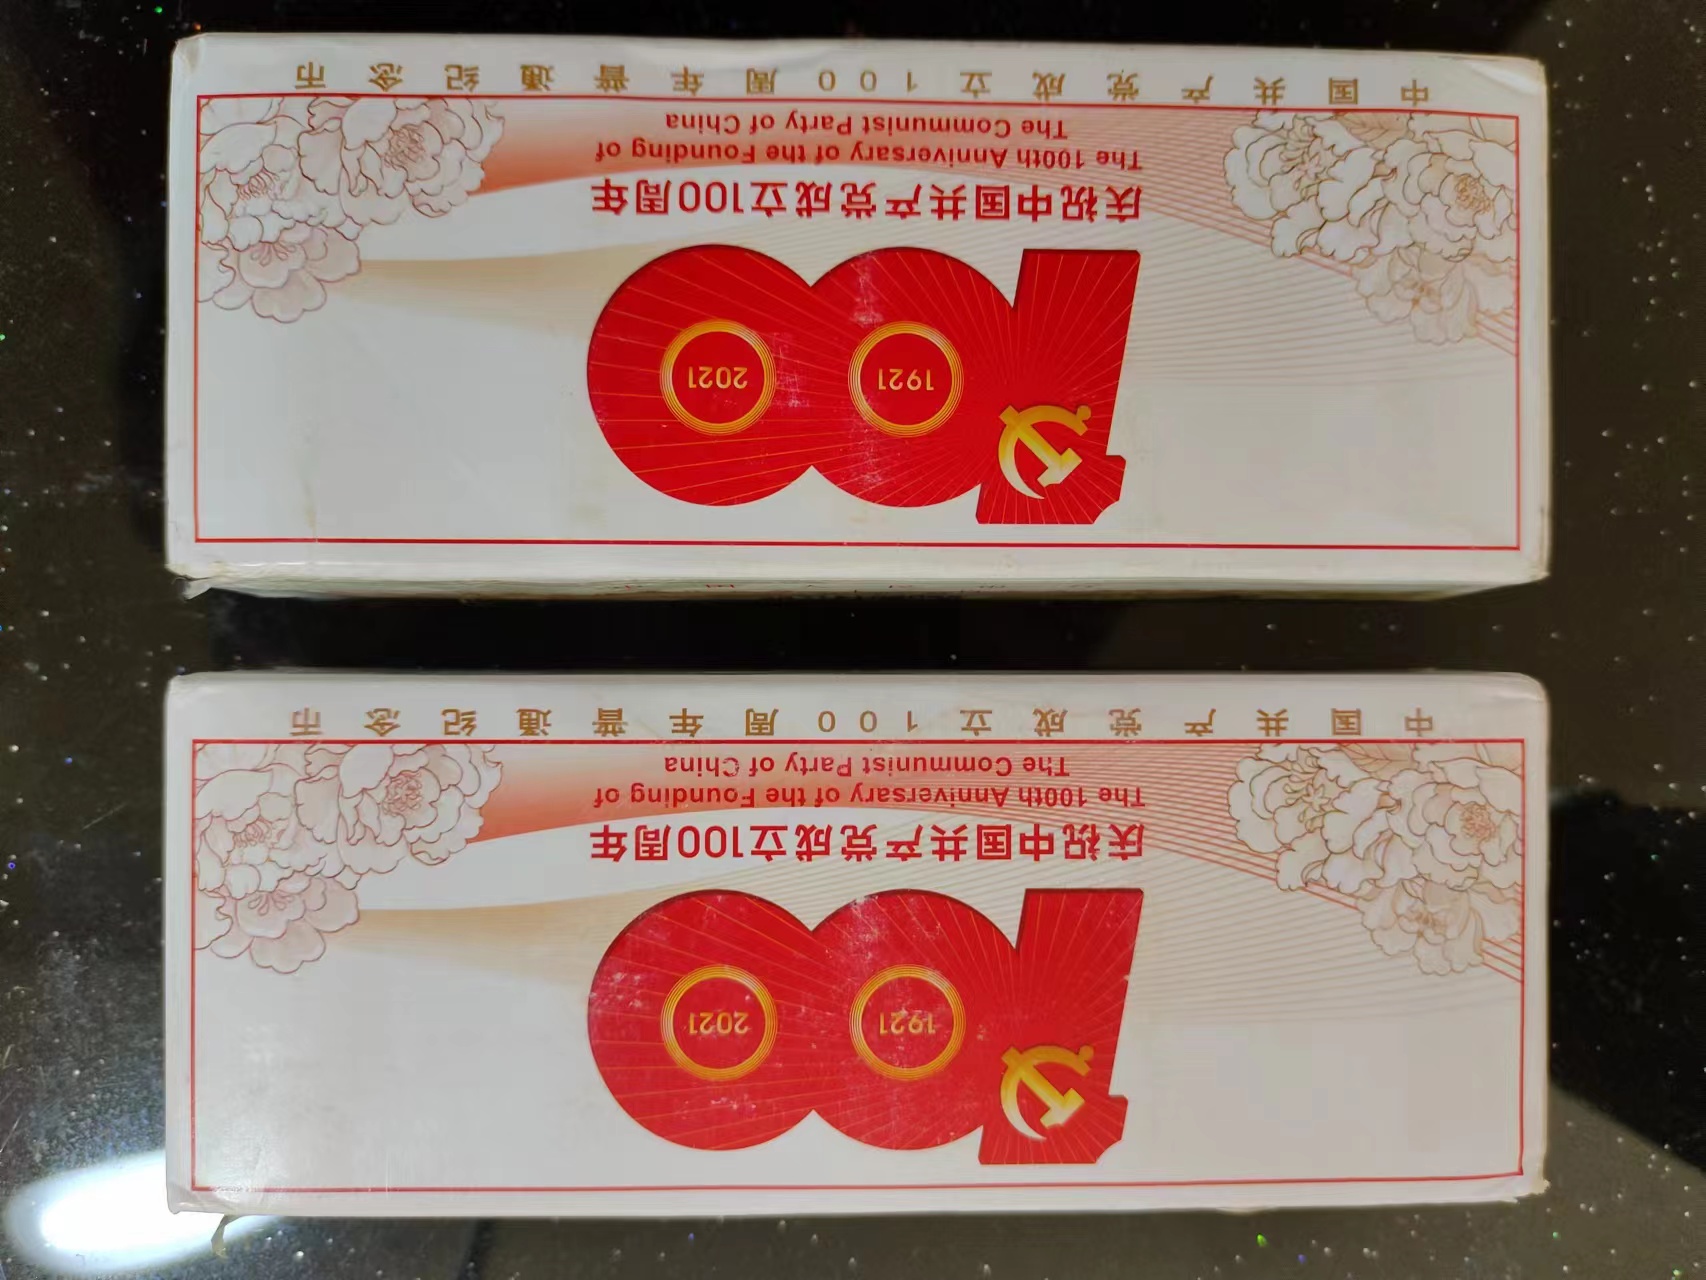 1921 2021
庆祝中国共产党成立100周年
The 100th Anniversary of the Founding of
The Communist Party of China
中国共产党成立100周年普通纪念币
1921 2021
庆祝中国共产党成立100周年
The 100th Anniversary of the Founding of
The Communist Party of China
中国共产党成立100周年普通纪念币